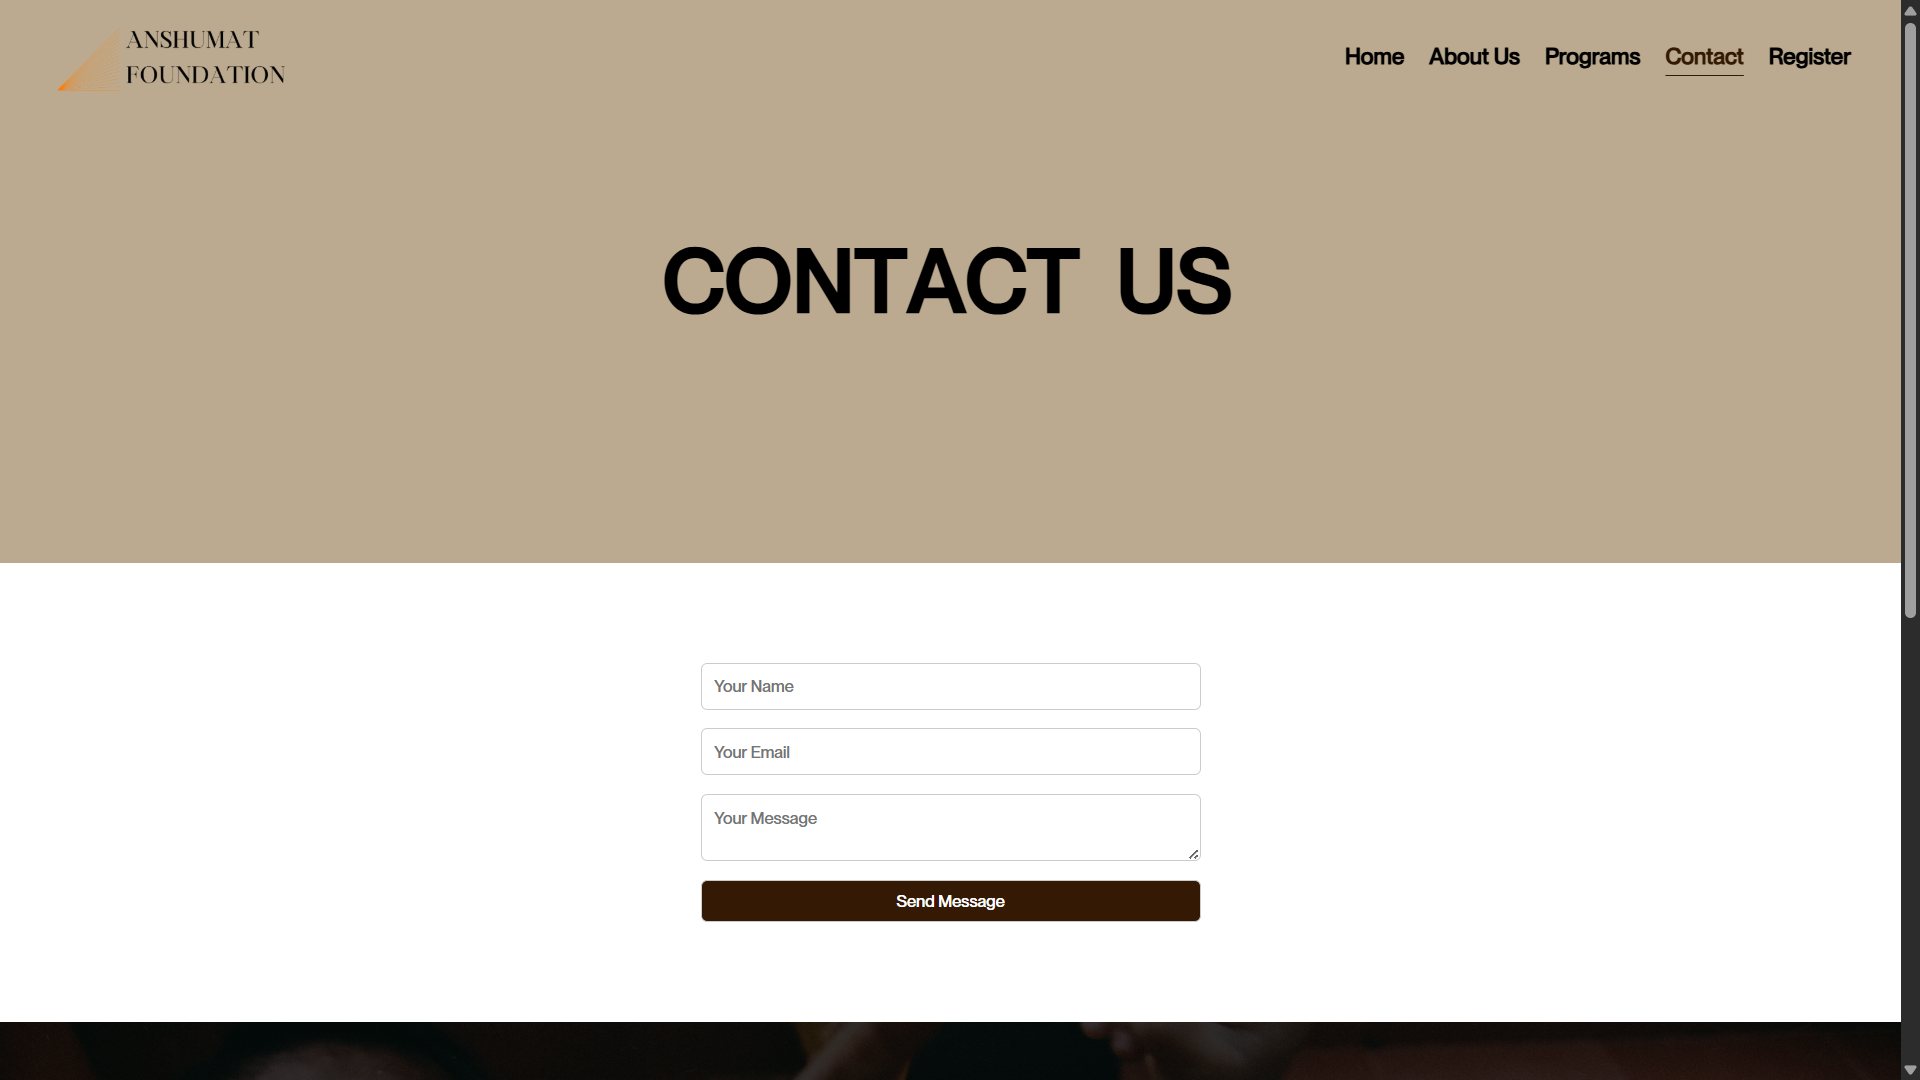 ANSHUMAT
FOUNDATION
Home About Us Programs Contact Register
CONTACT US
Your Name
Your Email
Your Message
Send Message